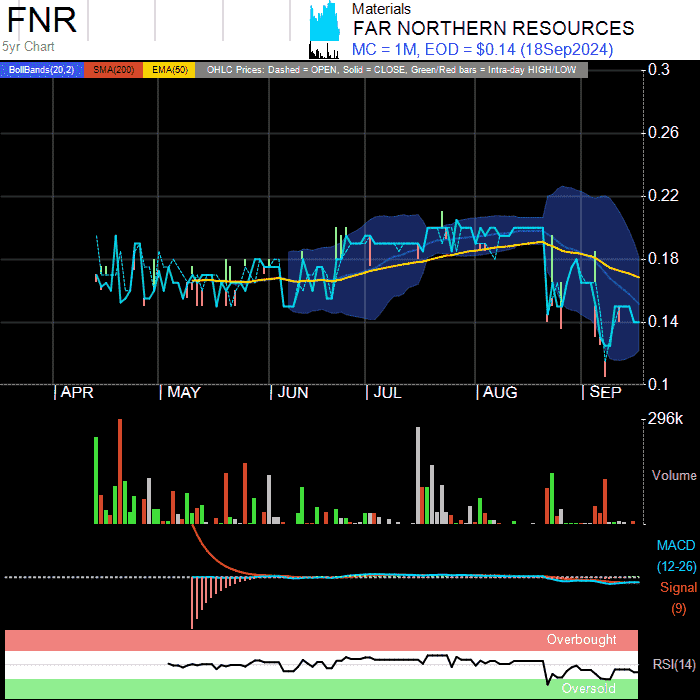 FNR
5yr Chart
Materials
FAR NORTHERN RESOURCES
MC = 1M, EOD = $0.14 (18Sep2024)
BollBands(20,2) SMA(200) EMA(50) OHLC Prices: Dashed = OPEN, Solid = CLOSE, Green/Red bars = Intra-day HIGH/LOW
0.3
0.26
0.22
0.18
0.14
0.1
APR MAY JUN JUL AUG SEP
296k
Volume
MACD
(12-26)
Signal
(9)
Overbought
RSI(14)
Oversold